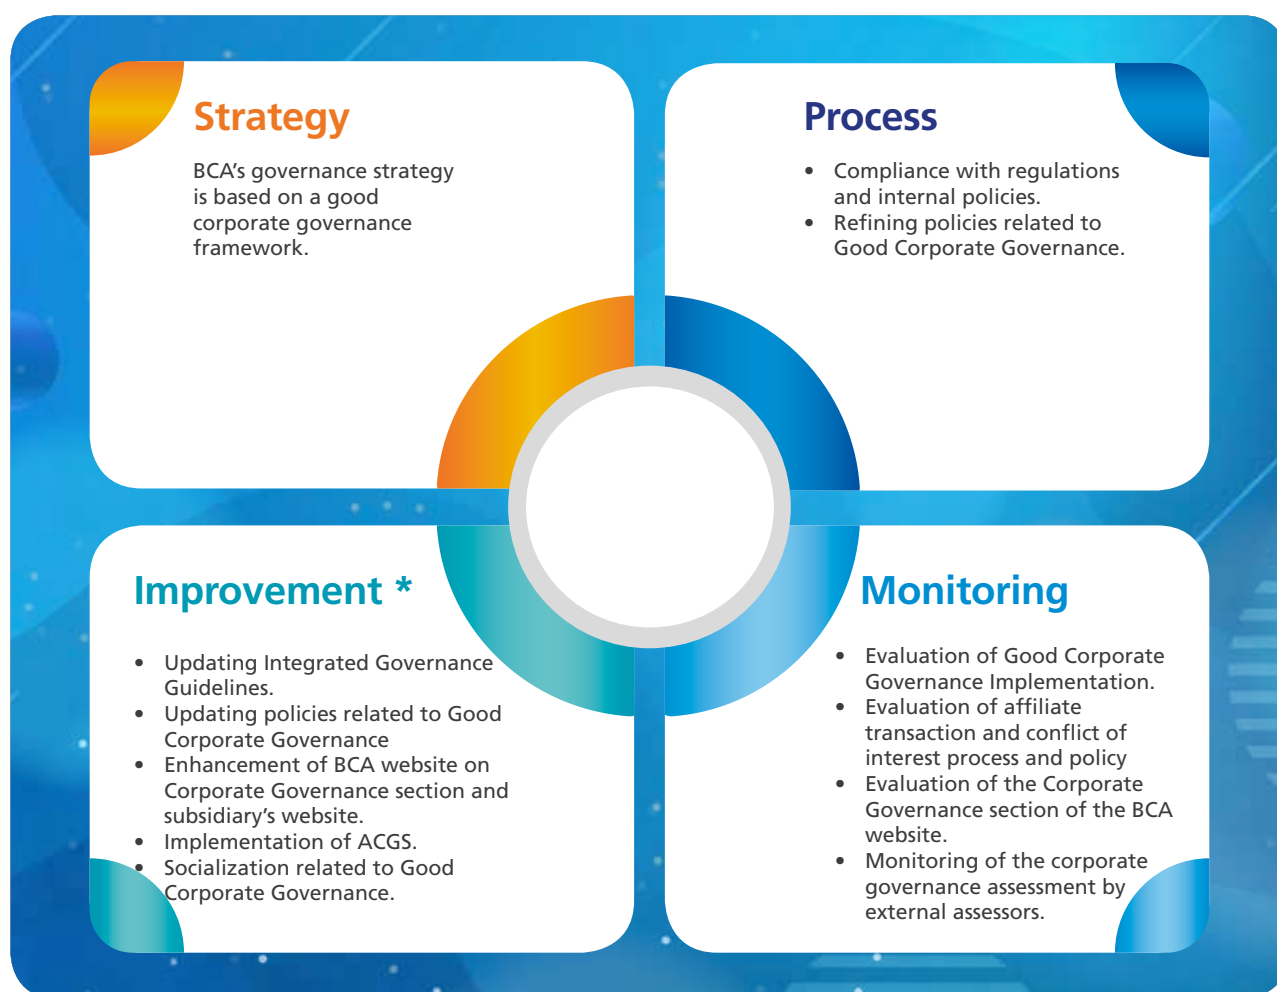 Strategy
BCA's governance strategy
is based on a good
corporate governance
framework.
Process
• Compliance with regulations
and internal policies.
• Refining policies related to
Good Corporate Governance.
Improvement *
• Updating Integrated Governance
Guidelines.
• Updating policies related to Good
Corporate Governance
• Enhancement of BCA website on
Corporate Governance section and
subsidiary's website.
• Implementation of ACGS.
• Socialization related to Good
Corporate Governance.
Monitoring
• Evaluation of Good Corporate
Governance Implementation.
• Evaluation of affiliate
transaction and conflict of
interest process and policy
• Evaluation of the Corporate
Governance section of the BCA
website.
• Monitoring of the corporate
governance assessment by
external assessors.